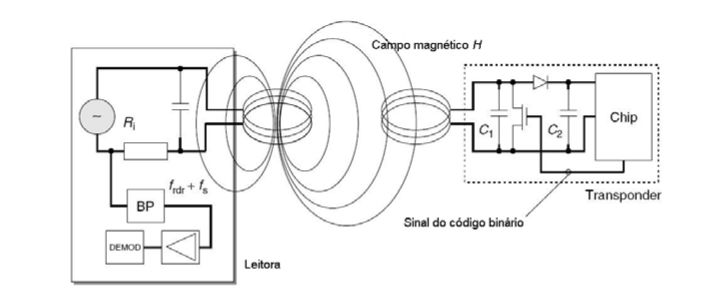 Campo magnético H
~
Ri
C1
C2
Chip
frdr + fs
BP
DEMOD
Transponder
Sinal do código binário
Leitora